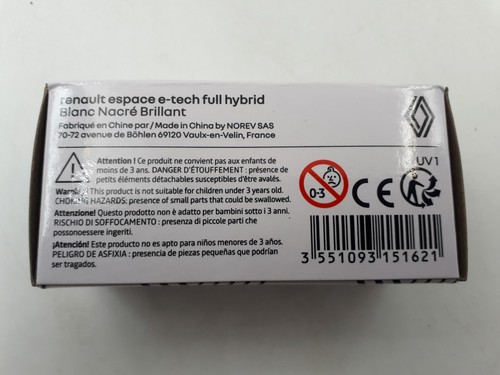 renault espace e-tech full hybrid
Blanc Nacré Brillant
Fabriqué en Chine par / Made in China by NOREV SAS
70-72 avenue de Böhlen 69120 Vaulx-en-Velin, France
Attention ! Ce produit ne convient pas aux enfants de
moins de 3 ans. DANGER D'ÉTOUFFEMENT : présence de
petits éléments détachables susceptibles d'être avalés.
Warning! This product is not suitable for children under 3 years old.
CHOKING HAZARDS: presence of small parts that could be swallowed.
Attenzione! Questo prodotto non è adatto per bambini sotto i 3 anni.
RISCHIO DI SOFFOCAMENTO : presenza di piccole parti che
possonoessere ingeriti.
¡Atención! Este producto no es apto para niños menores de 3 años.
PELIGRO DE ASFIXIA : presencia de piezas pequeñas que podrían
ser tragados.
0-3
CE
UV1
3 551093 151621